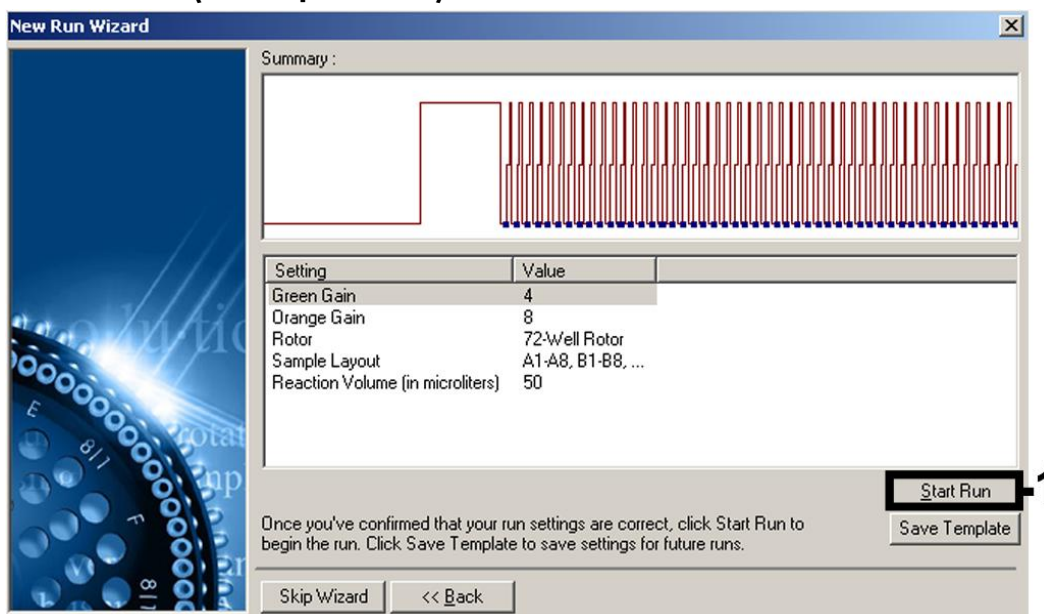 New Run Wizard
Summary :
Setting Value
Green Gain 4
Orange Gain 8
Rotor 72-Well Rotor
Sample Layout A1-A8, B1-B8, ...
Reaction Volume (in microliters) 50
Start Run
Once you've confirmed that your run settings are correct, click Start Run to
begin the run. Click Save Template to save settings for future runs.
Save Template
Skip Wizard << Back
E
8|1
F
8|1